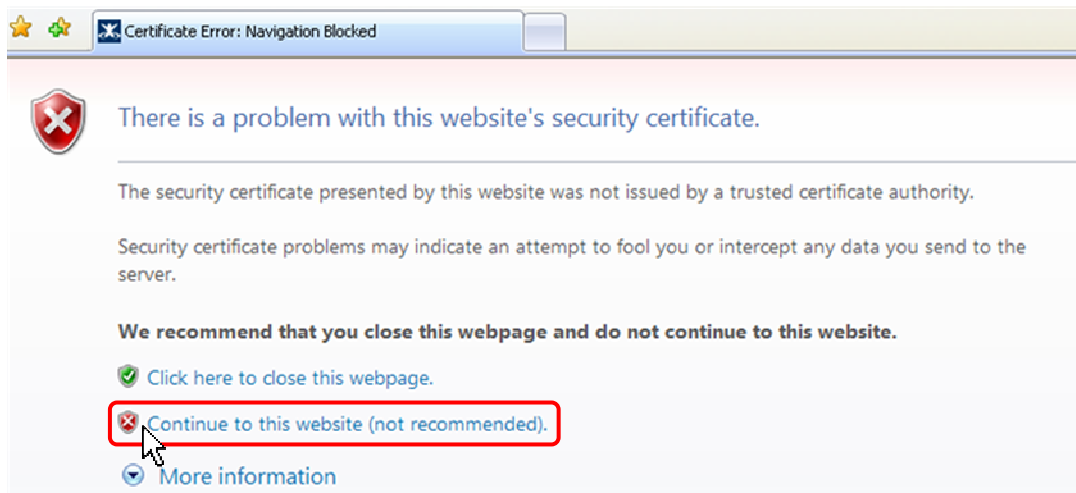 Certificate Error: Navigation Blocked
There is a problem with this website's security certificate.
The security certificate presented by this website was not issued by a trusted certificate authority.
Security certificate problems may indicate an attempt to fool you or intercept any data you send to the
server.
We recommend that you close this webpage and do not continue to this website.
Click here to close this webpage.
Continue to this website (not recommended).
More information